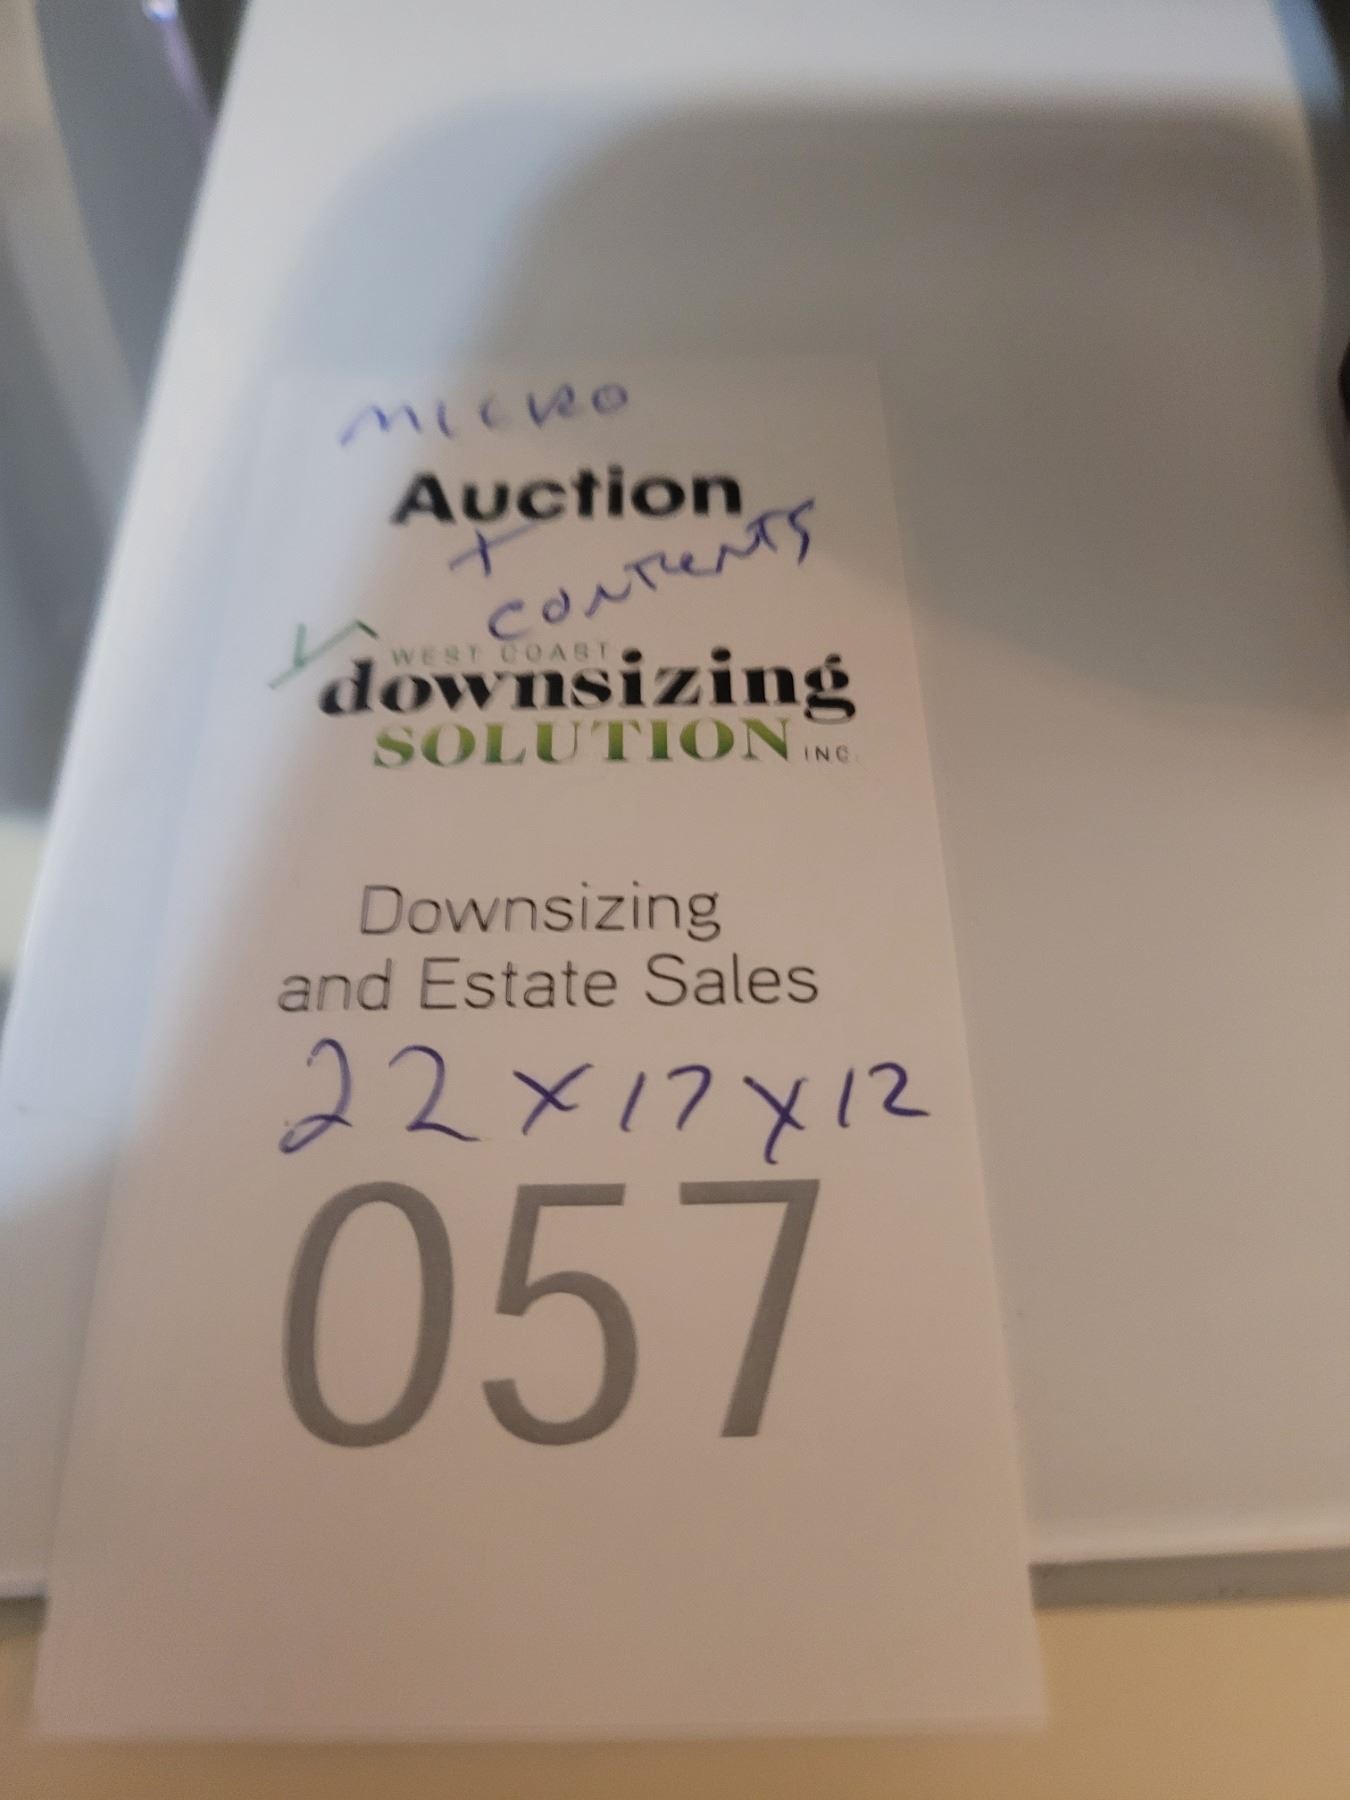 MICRO
Auction
+
CONTENTS
WEST COAST
downsizing
SOLUTION INC.
Downsizing
and Estate Sales
22 x 17 x 12
057